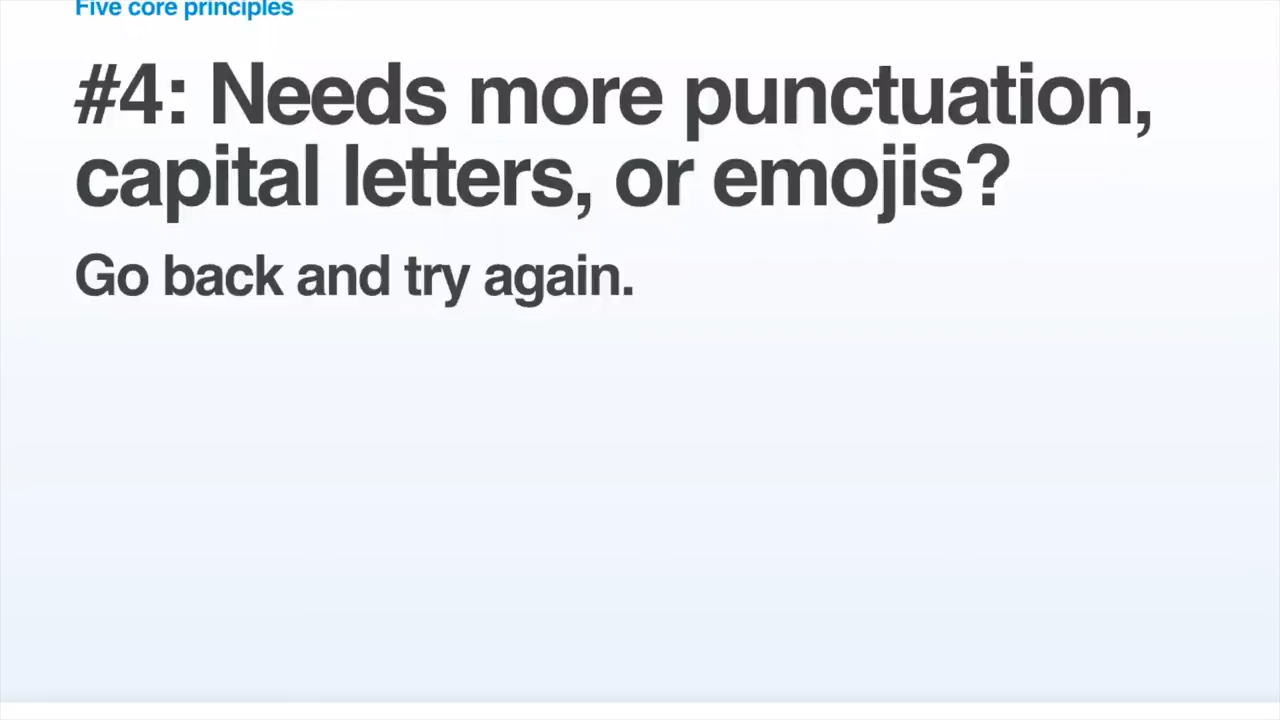 Five core principles
#4: Needs more punctuation,
capital letters, or emojis?
Go back and try again.